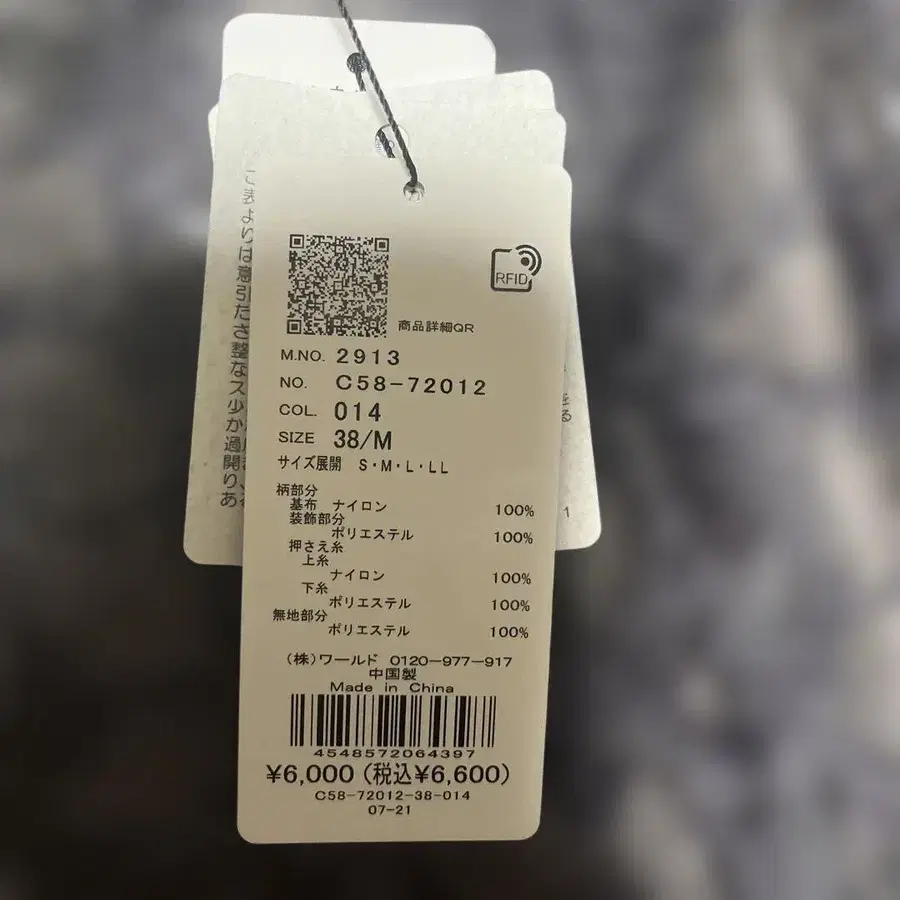 RFID
商品詳細QR
M.NO. 2913
NO. C58-72012
COL. 014
SIZE 38/M
サイズ展開 S・M・L・LL
柄部分
基布 ナイロン 100%
装飾部分
ポリエステル 100%
押さえ糸
上糸
ナイロン 100%
下糸
ポリエステル 100%
無地部分
ポリエステル 100%
(株)ワールド 0120-977-917
中国製
Made in China
4548572064397
¥6,000(税込¥6,600)
C58-72012-38-014
07-21